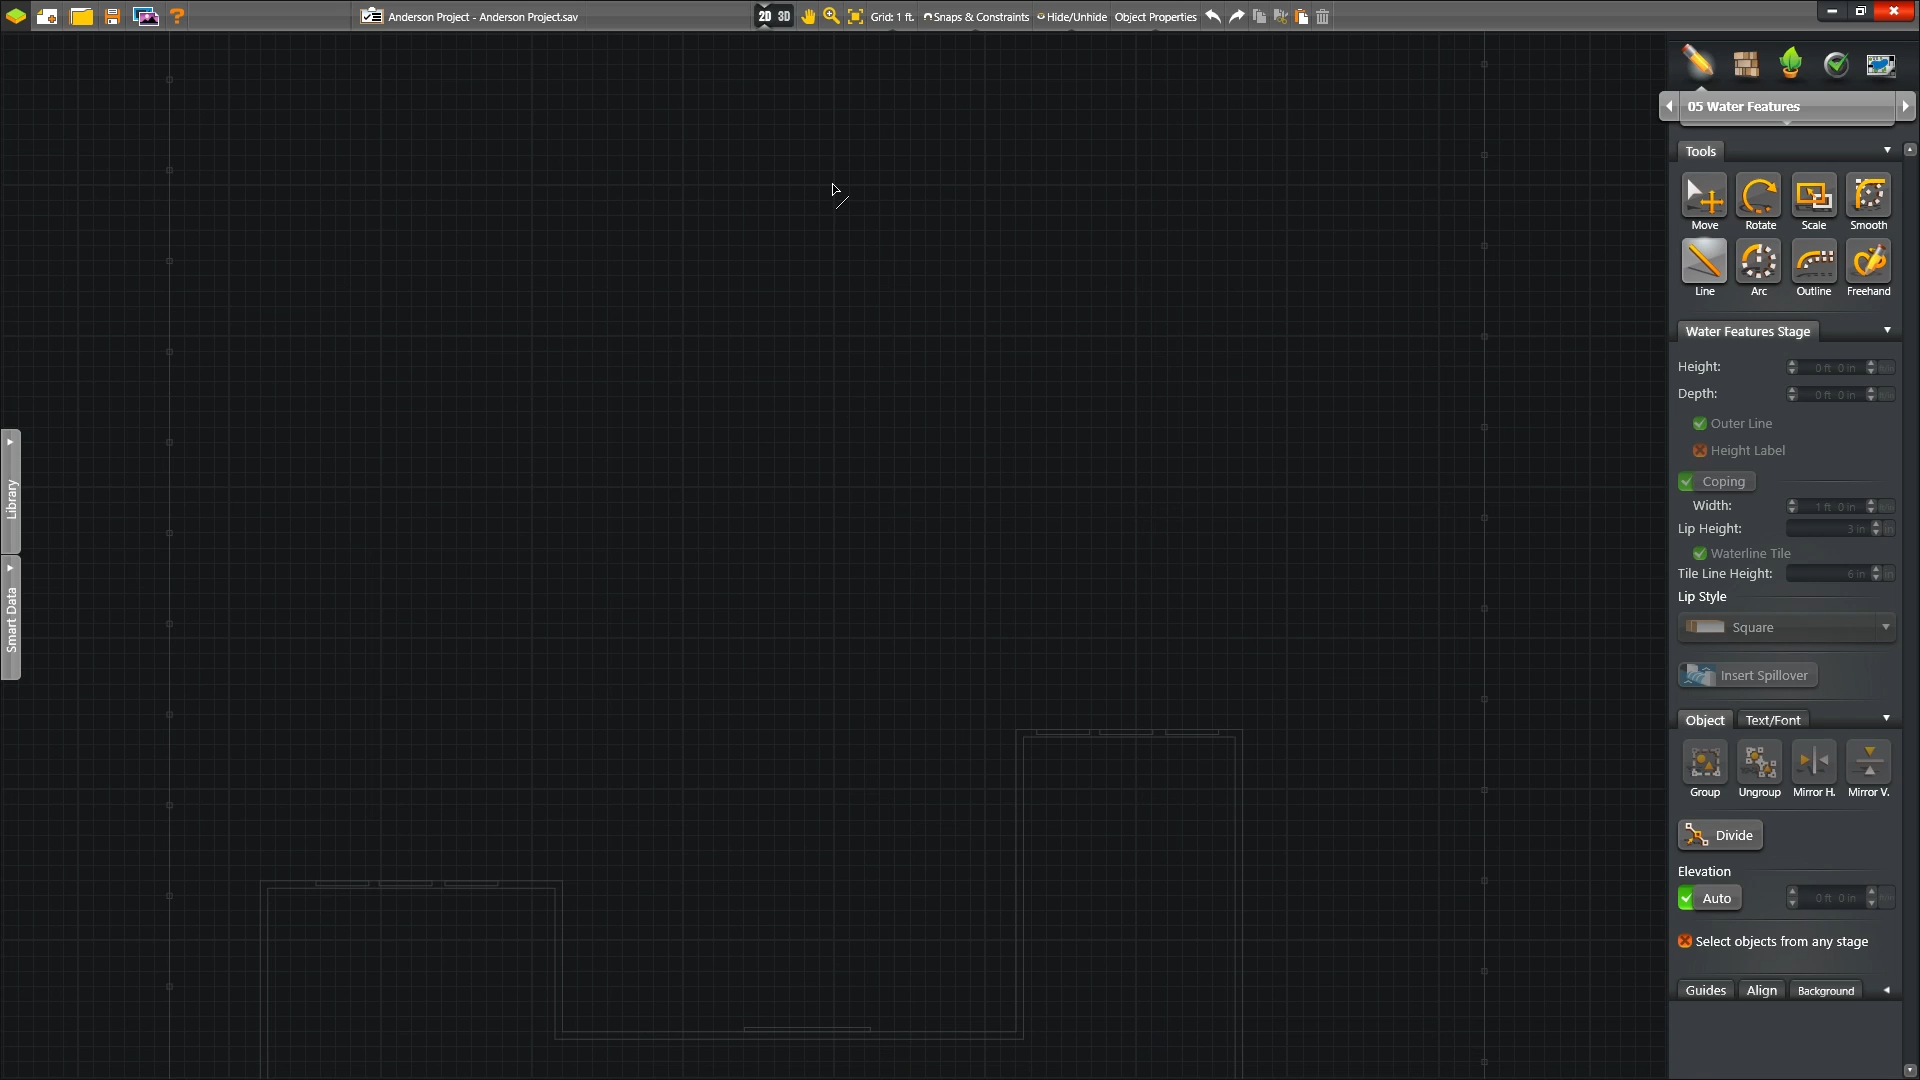 Anderson Project - Anderson Project.sav
2D 3D
Grid: 1 ft.
Snaps & Constraints
Hide/Unhide
Object Properties
05 Water Features
Tools
Move Rotate Scale Smooth
Line Arc Outline Freehand
Water Features Stage
Height: 0 ft 0 in
Depth: 0 ft 0 in
Outer Line
Height Label
Coping
Width: 1 ft 0 in
Lip Height: 3 in
Waterline Tile
Tile Line Height: 6 in
Lip Style
Square
Insert Spillover
Object Text/Font
Group Ungroup Mirror H. Mirror V.
Divide
Elevation
Auto 0 ft 0 in
Select objects from any stage
Guides Align Background
Library
Smart Data